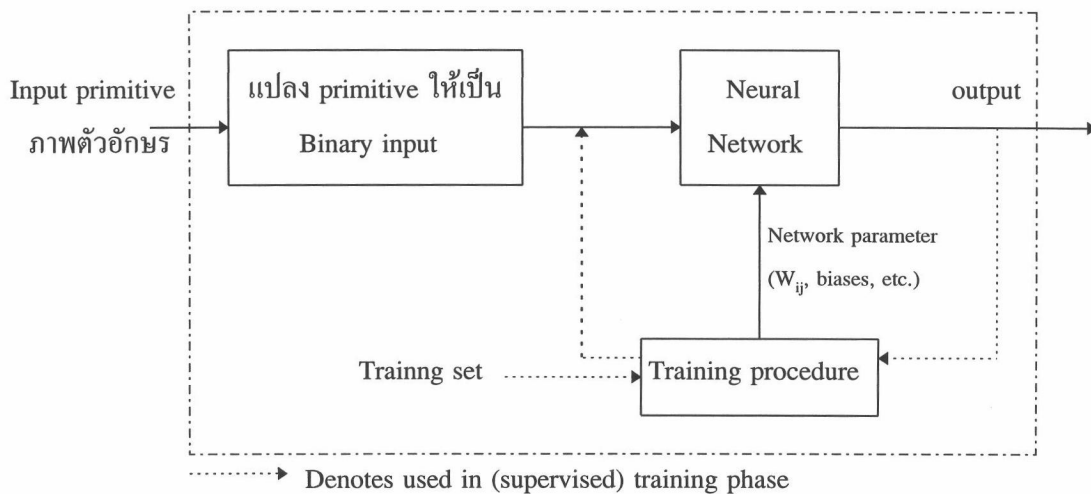 Input primitive
ภาพตัวอักษร
แปลง primitive ให้เป็น
Binary input
Neural
Network
output
Network parameter
(Wij, biases, etc.)
Trainng set
Training procedure
Denotes used in (supervised) training phase